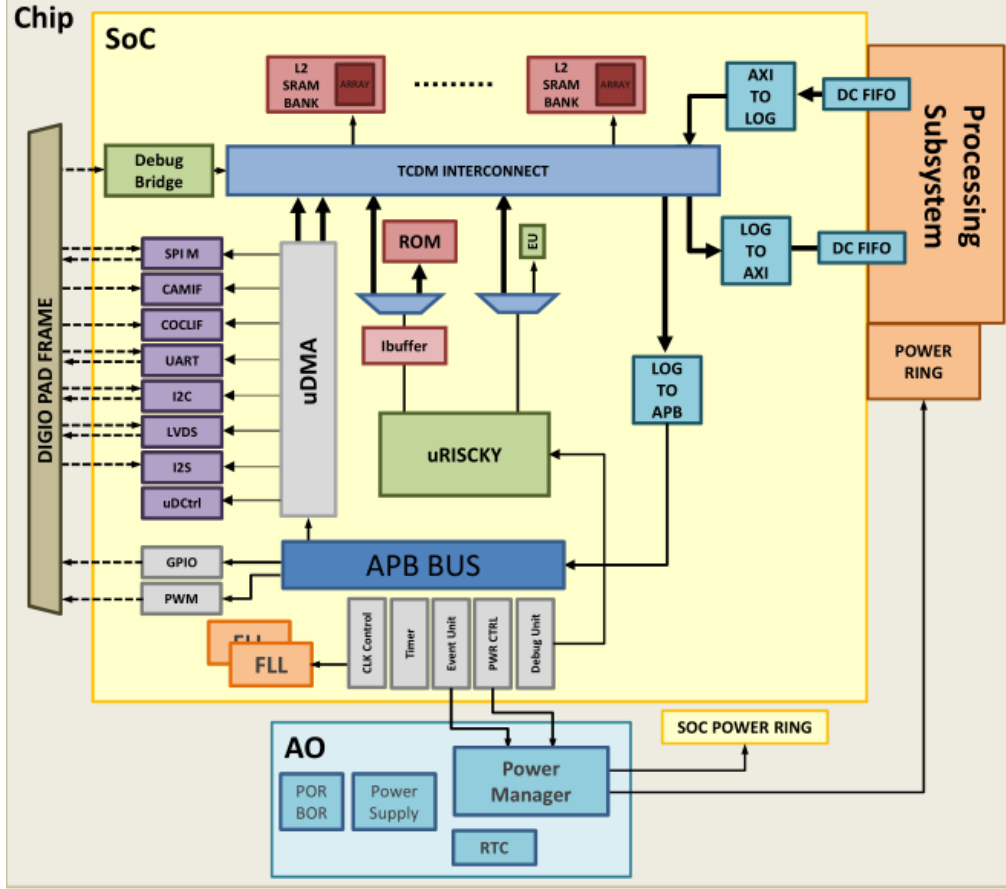 Chip
SoC
L2
SRAM
BANK
ARRAY
L2
SRAM
BANK
ARRAY
AXI
TO
LOG
DC FIFO
Processing
Subsystem
Debug
Bridge
TCDM INTERCONNECT
LOG
TO
AXI
DC FIFO
POWER
RING
DIGIO PAD FRAME
SPI M
CAMIF
COCLIF
UART
I2C
LVDS
I2S
uDCtrl
GPIO
PWM
uDMA
ROM
EU
Ibuffer
uRISCKY
LOG
TO
APB
APB BUS
CLK Control
Timer
Event Unit
PWR CTRL
Debug Unit
FLL
FLL
AO
POR
BOR
Power
Supply
Power
Manager
RTC
SOC POWER RING